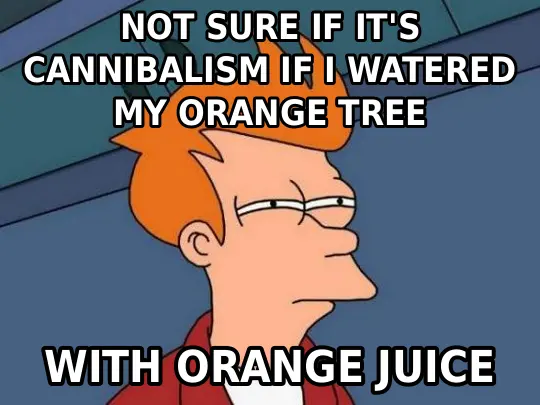 NOT SURE IF IT'S
CANNIBALISM IF I WATERED
MY ORANGE TREE
WITH ORANGE JUICE